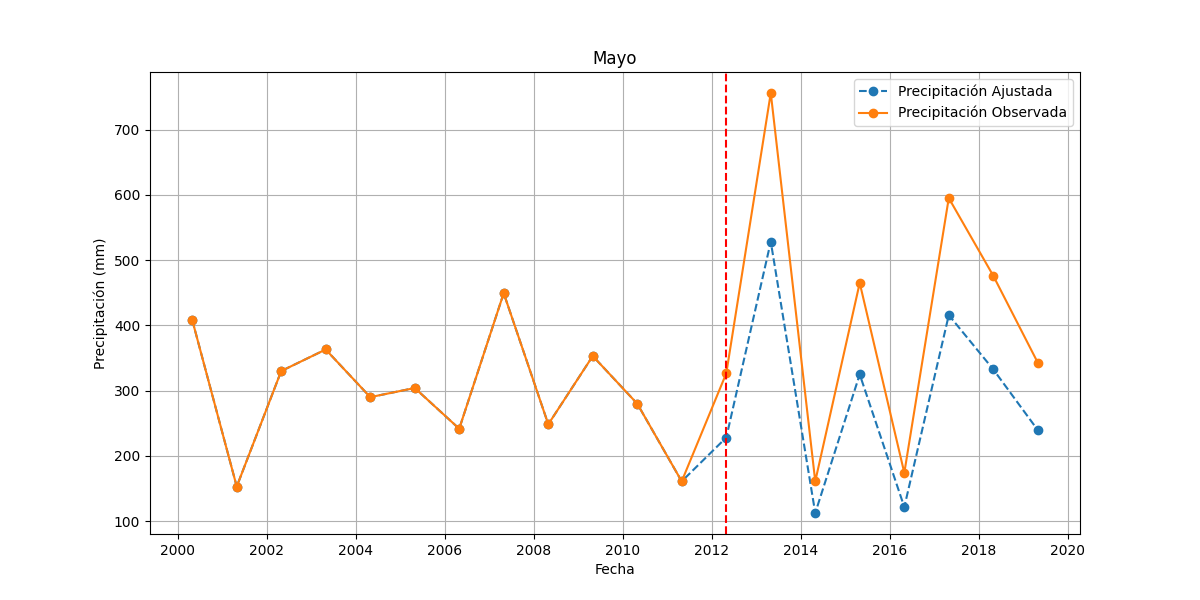 Mayo
Precipitación Ajustada
Precipitación Observada
Precipitación (mm)
700
600
500
400
300
200
100
2000 2002 2004 2006 2008 2010 2012 2014 2016 2018 2020
Fecha